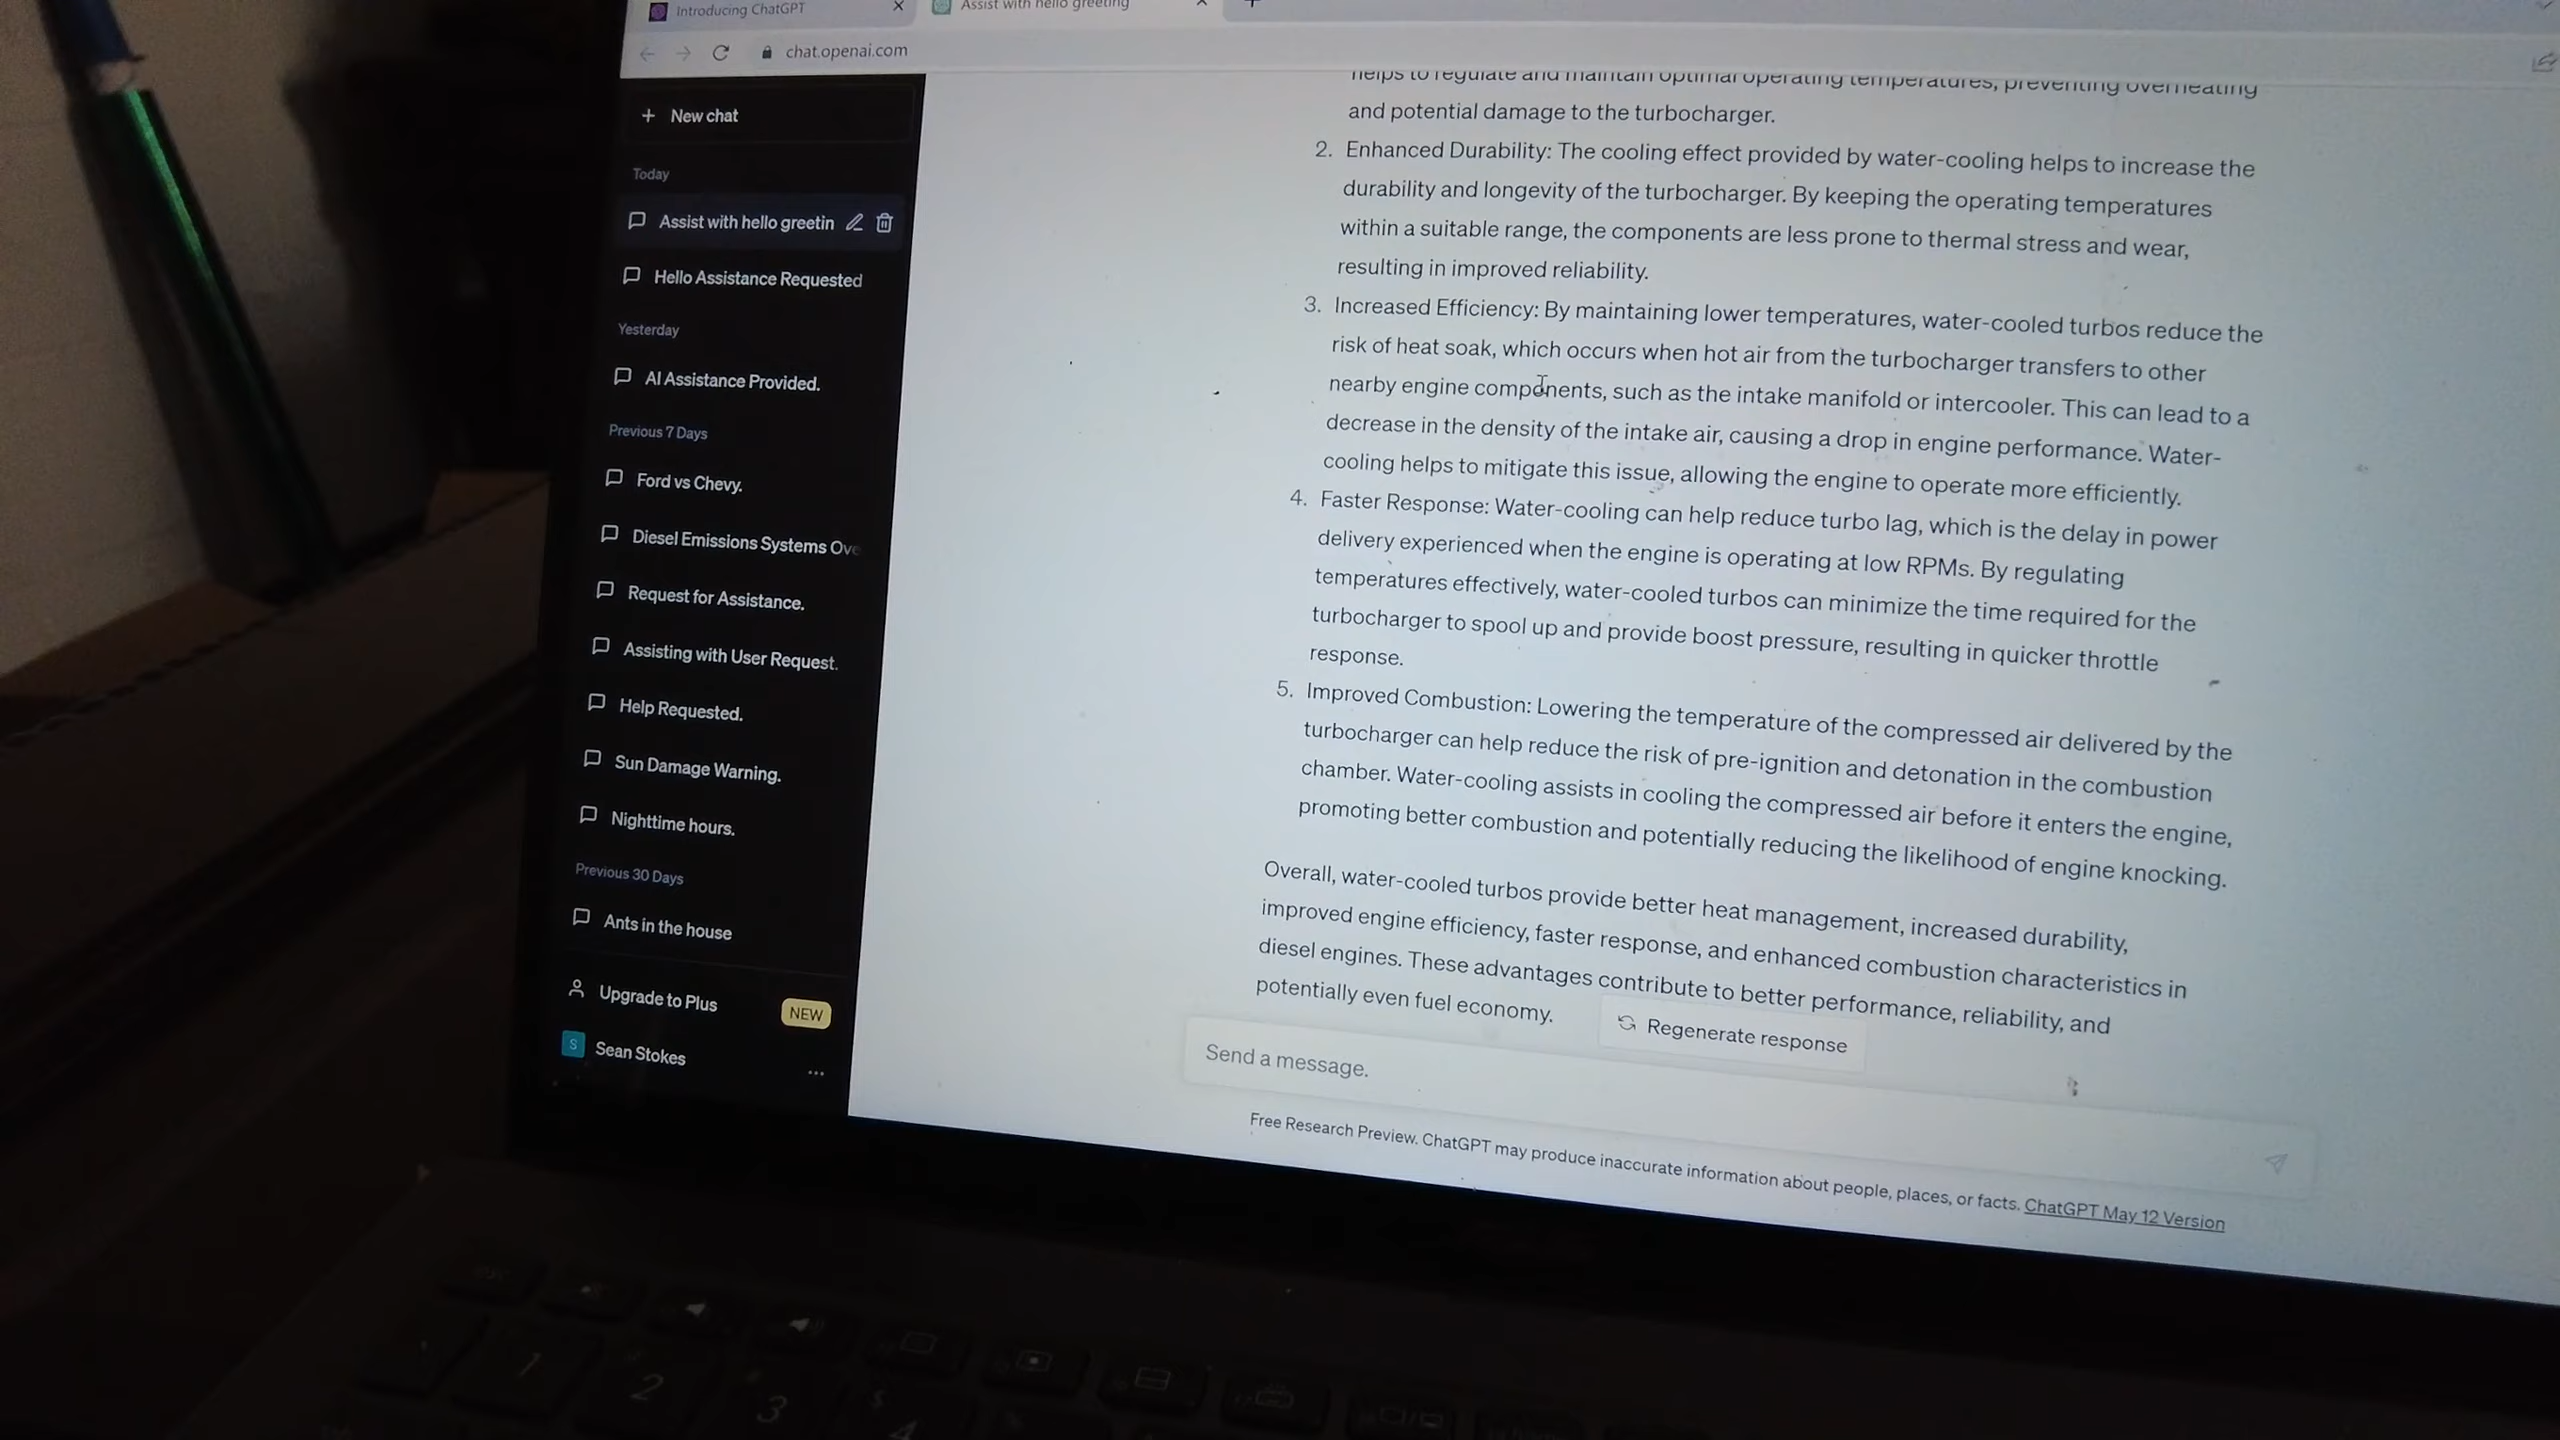 Introducing ChatGPT
Assist with hello greeting
chat.openai.com
New chat
Today
Assist with hello greetin
Hello Assistance Requested
Yesterday
AI Assistance Provided.
Previous 7 Days
Ford vs Chevy.
Diesel Emissions Systems Ove
Request for Assistance.
Assisting with User Request.
Help Requested.
Sun Damage Warning.
Nighttime hours.
Previous 30 Days
Ants in the house
Upgrade to Plus NEW
S Sean Stokes
helps to regulate and maintain optimal operating temperatures, preventing overheating
and potential damage to the turbocharger.
2. Enhanced Durability: The cooling effect provided by water-cooling helps to increase the
durability and longevity of the turbocharger. By keeping the operating temperatures
within a suitable range, the components are less prone to thermal stress and wear,
resulting in improved reliability.
3. Increased Efficiency: By maintaining lower temperatures, water-cooled turbos reduce the
risk of heat soak, which occurs when hot air from the turbocharger transfers to other
nearby engine components, such as the intake manifold or intercooler. This can lead to a
decrease in the density of the intake air, causing a drop in engine performance. Water-
cooling helps to mitigate this issue, allowing the engine to operate more efficiently.
4. Faster Response: Water-cooling can help reduce turbo lag, which is the delay in power
delivery experienced when the engine is operating at low RPMs. By regulating
temperatures effectively, water-cooled turbos can minimize the time required for the
turbocharger to spool up and provide boost pressure, resulting in quicker throttle
response.
5. Improved Combustion: Lowering the temperature of the compressed air delivered by the
turbocharger can help reduce the risk of pre-ignition and detonation in the combustion
chamber. Water-cooling assists in cooling the compressed air before it enters the engine,
promoting better combustion and potentially reducing the likelihood of engine knocking.
Overall, water-cooled turbos provide better heat management, increased durability,
improved engine efficiency, faster response, and enhanced combustion characteristics in
diesel engines. These advantages contribute to better performance, reliability, and
potentially even fuel economy.
Regenerate response
Send a message.
Free Research Preview. ChatGPT may produce inaccurate information about people, places, or facts. ChatGPT May 12 Version
esc
1 2 3 $ 4